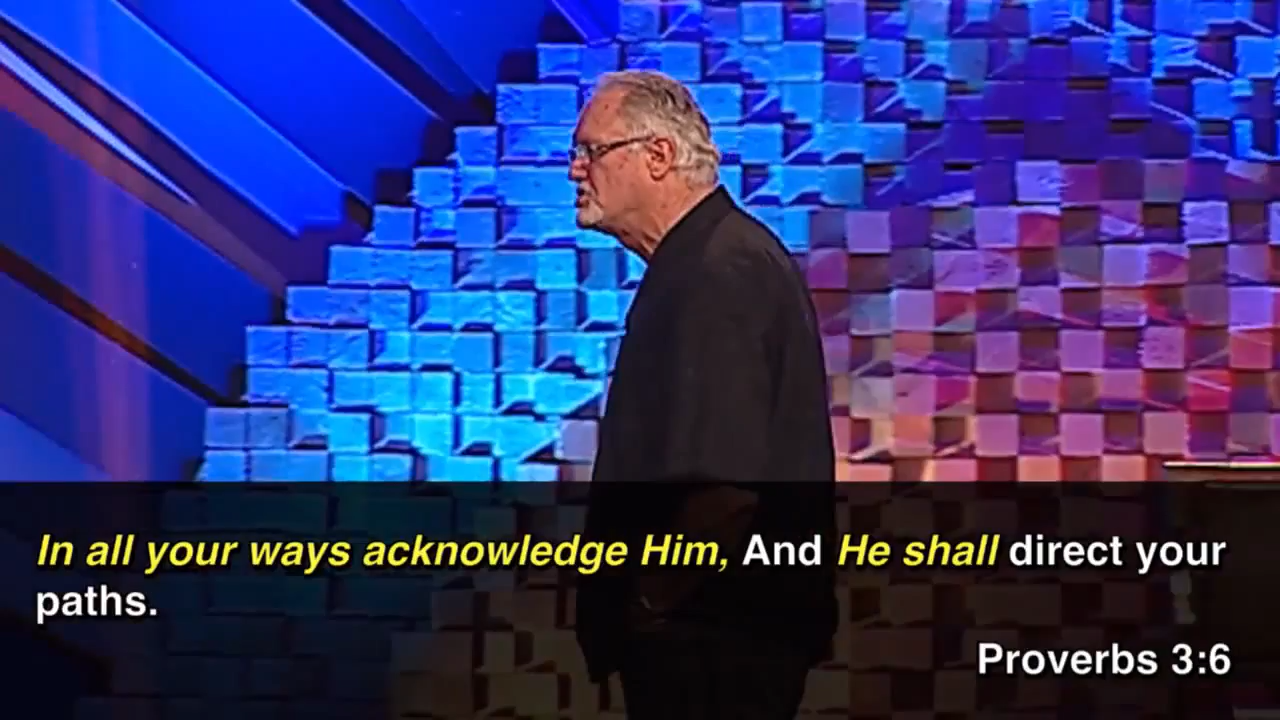 In all your ways acknowledge Him, And He shall direct your
paths.
Proverbs 3:6